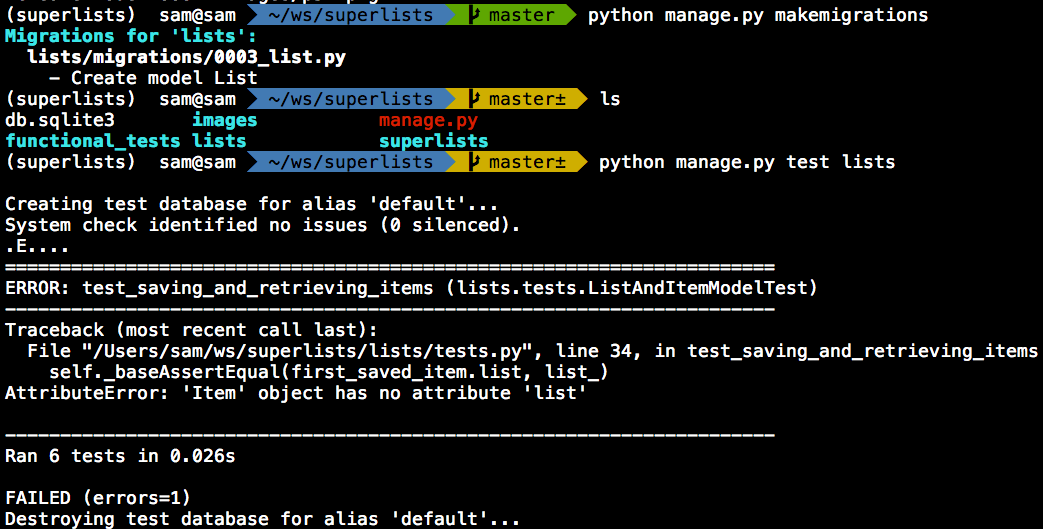 (superlists) sam@sam ~/ws/superlists master python manage.py makemigrations
Migrations for 'lists':
  lists/migrations/0003_list.py
    – Create model List
(superlists) sam@sam ~/ws/superlists master± ls
db.sqlite3 images manage.py
functional_tests lists superlists
(superlists) sam@sam ~/ws/superlists master± python manage.py test lists
Creating test database for alias 'default'...
System check identified no issues (0 silenced).
.E....
======================================================================
ERROR: test_saving_and_retrieving_items (lists.tests.ListAndItemModelTest)
----------------------------------------------------------------------
Traceback (most recent call last):
  File "/Users/sam/ws/superlists/lists/tests.py", line 34, in test_saving_and_retrieving_items
    self._baseAssertEqual(first_saved_item.list, list_)
AttributeError: 'Item' object has no attribute 'list'
----------------------------------------------------------------------
Ran 6 tests in 0.026s
FAILED (errors=1)
Destroying test database for alias 'default'...